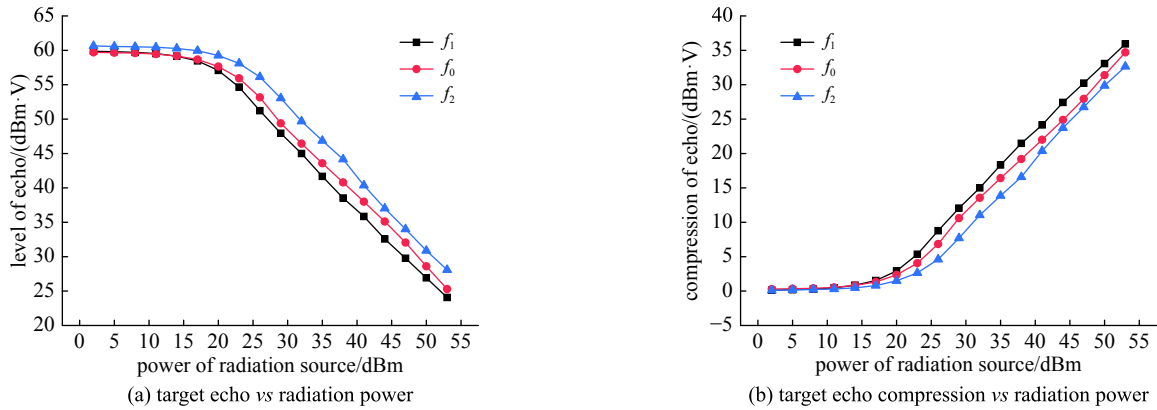 65
60
55
50
45
40
35
30
25
20
level of echo/(dBm·V)
0 5 10 15 20 25 30 35 40 45 50 55
power of radiation source/dBm
f1
f0
f2
(a) target echo vs radiation power
40
35
30
25
20
15
10
5
0
−5
compression of echo/(dBm·V)
0 5 10 15 20 25 30 35 40 45 50 55
power of radiation source/dBm
f1
f0
f2
(b) target echo compression vs radiation power